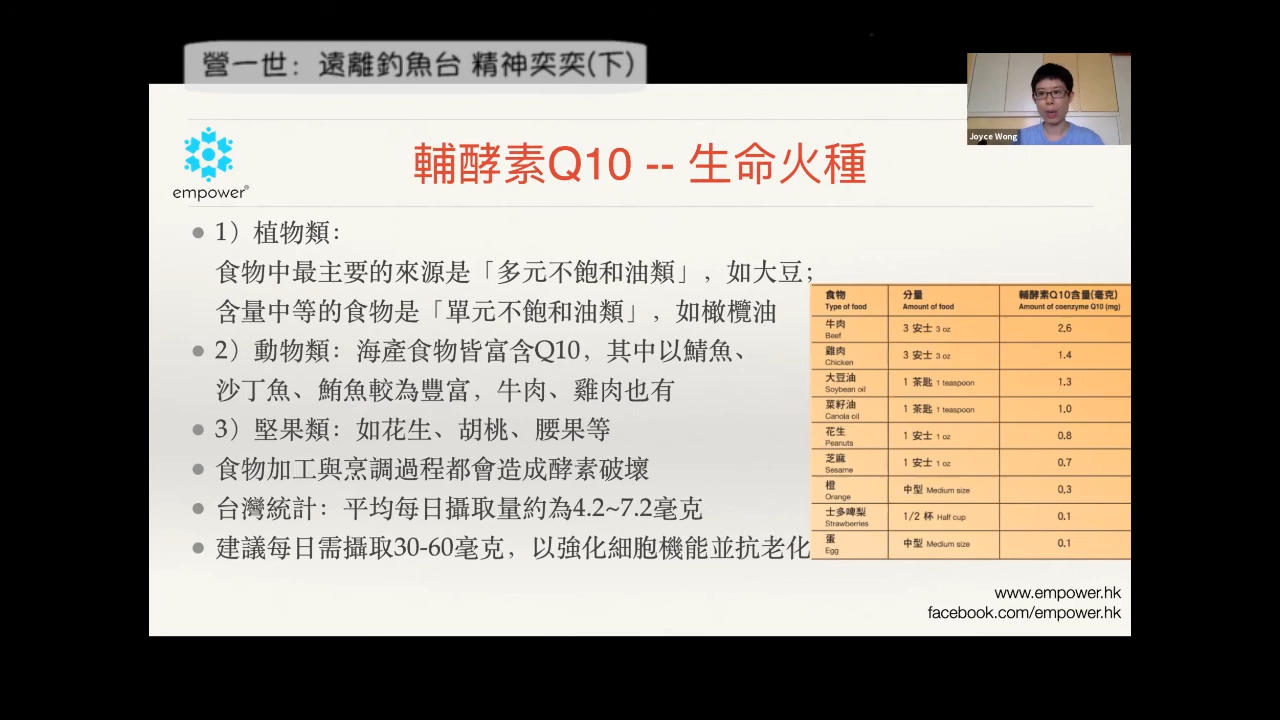 營一世：遠離釣魚台 精神奕奕(下)
Joyce Wong
empower®
輔酵素Q10 -- 生命火種
1）植物類：
食物中最主要的來源是「多元不飽和油類」，如大豆；
含量中等的食物是「單元不飽和油類」，如橄欖油
2）動物類：海產食物皆富含Q10，其中以鯖魚、
沙丁魚、鮪魚較為豐富，牛肉、雞肉也有
3）堅果類：如花生、胡桃、腰果等
食物加工與烹調過程都會造成酵素破壞
台灣統計：平均每日攝取量約為4.2~7.2毫克
建議每日需攝取30-60毫克，以強化細胞機能並抗老化
食物 分量 輔酵素Q10含量(毫克)
Type of food Amount of food Amount of coenzyme Q10 (mg)
牛肉 3 安士 3 oz 2.6
Beef
雞肉 3 安士 3 oz 1.4
Chicken
大豆油 1 茶匙 1 teaspoon 1.3
Soybean oil
菜籽油 1 茶匙 1 teaspoon 1.0
Canola oil
花生 1 安士 1 oz 0.8
Peanuts
芝麻 1 安士 1 oz 0.7
Sesame
橙 中型 Medium size 0.3
Orange
士多啤梨 1/2 杯 Half cup 0.1
Strawberries
蛋 中型 Medium size 0.1
Egg
www.empower.hk
facebook.com/empower.hk